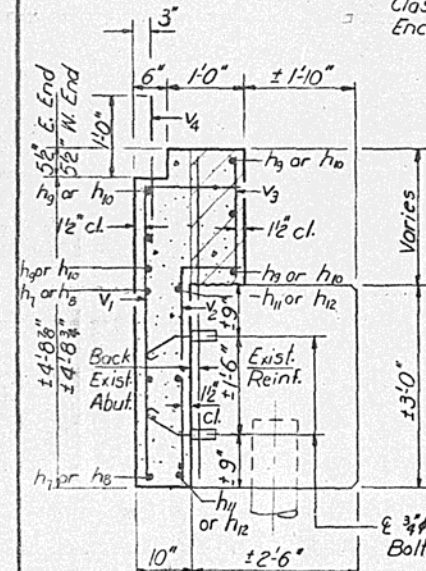 Clas
Enc
3"
6"
1'-0"
± 1'-10"
5½" E. End
5½" W. End
1'-0"
V4
h9 or h10
h9 or h10
V3
1½" cl.
1½" cl.
Varies
h9 or h10
h9 or h10
h7 or h8
h11 or h12
V1
V2
±9"
±4'-8⅜"
±4'-8¾"
Back
Exist.
Abut.
Exist.
Reinf.
±1'-6"
1½"
cl.
±3'-0"
±9"
h7 or h8
h11
or h12
℄ ¾"φ
Bolt
10"
±2'-6"